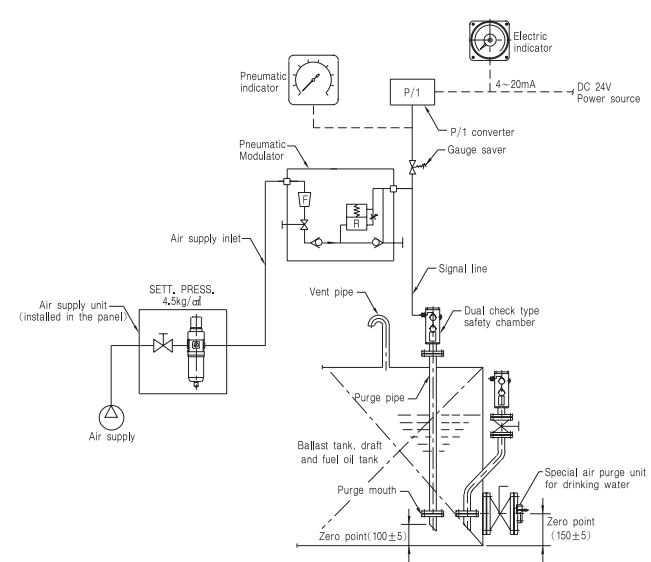 Electric
indicator
Pneumatic
indicator
P/1
4~20mA
DC 24V
Power source
P/1 converter
Gauge saver
Pneumatic
Modulator
F
R
Air supply inlet
Signal line
SETT. PRESS.
4.5kg/㎠
Vent pipe
Dual check type
safety chamber
Air supply unit
(installed in the panel)
Purge pipe
Air supply
Ballast tank, draft
and fuel oil tank
Special air purge unit
for drinking water
Purge mouth
Zero point(100±5)
Zero point
(150±5)